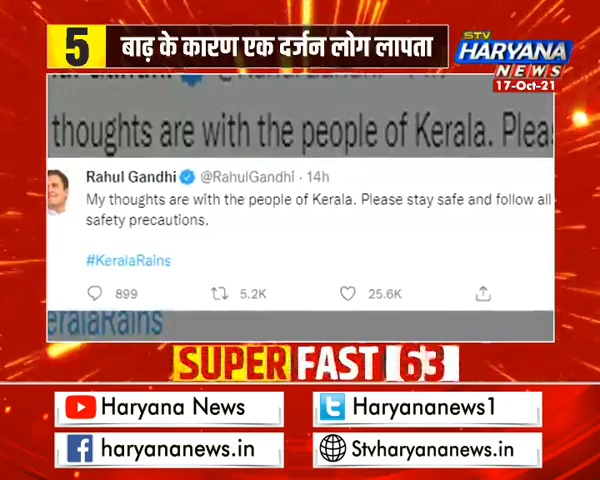 5 बाढ़ के कारण एक दर्जन लोग लापता
STV
HARYANA
NEWS
17-Oct-21
thoughts are with the people of Kerala. Plea
Rahul Gandhi @RahulGandhi · 14h
My thoughts are with the people of Kerala. Please stay safe and follow all
safety precautions.
#KeralaRains
899 5.2K 25.6K
eralaRains
SUPER FAST 63
Haryana News
Haryananews1
haryananews.in
Stvharyananews.in